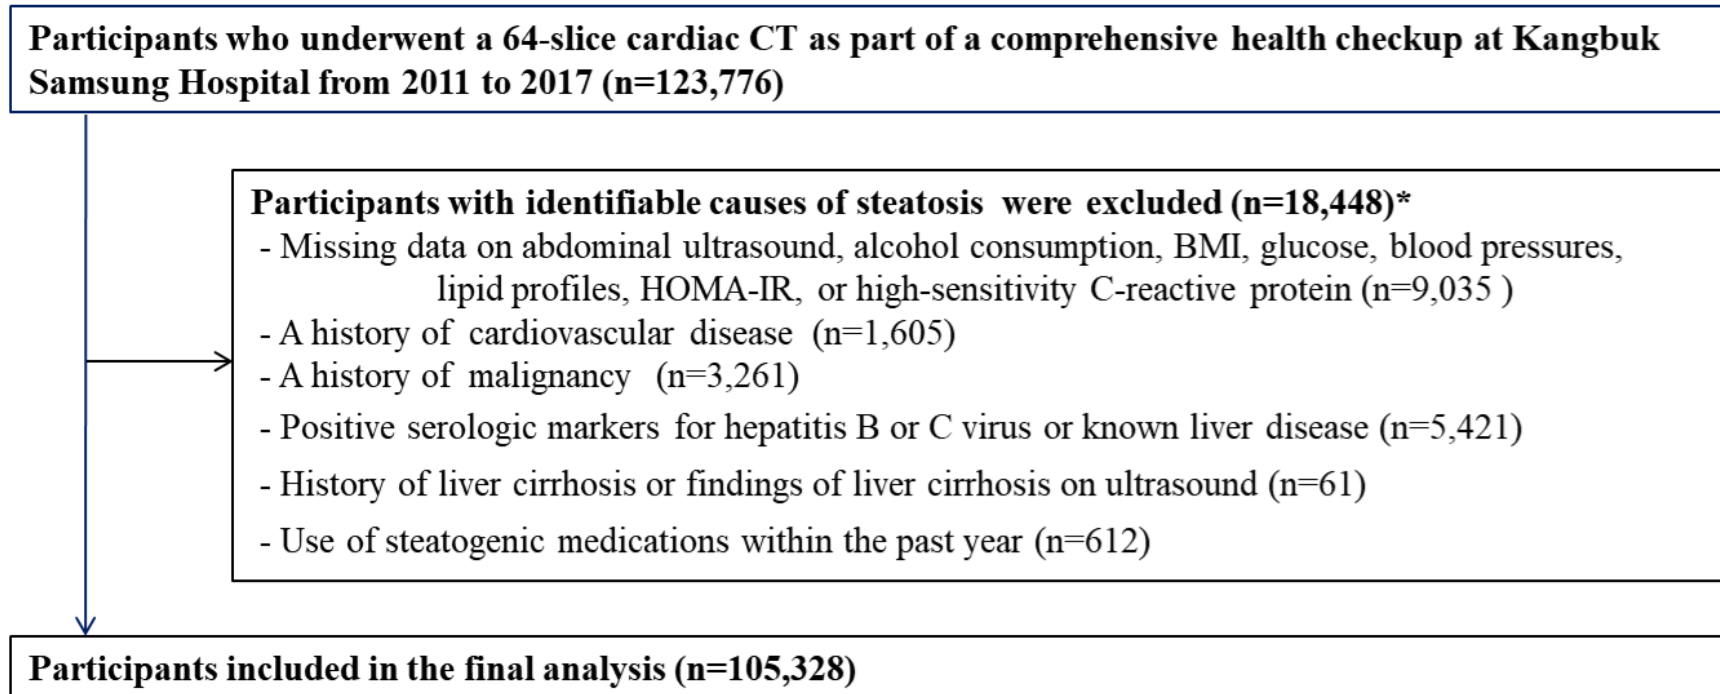 Participants who underwent a 64-slice cardiac CT as part of a comprehensive health checkup at Kangbuk
Samsung Hospital from 2011 to 2017 (n=123,776)
Participants with identifiable causes of steatosis were excluded (n=18,448)*
- Missing data on abdominal ultrasound, alcohol consumption, BMI, glucose, blood pressures,
lipid profiles, HOMA-IR, or high-sensitivity C-reactive protein (n=9,035 )
- A history of cardiovascular disease (n=1,605)
- A history of malignancy (n=3,261)
- Positive serologic markers for hepatitis B or C virus or known liver disease (n=5,421)
- History of liver cirrhosis or findings of liver cirrhosis on ultrasound (n=61)
- Use of steatogenic medications within the past year (n=612)
Participants included in the final analysis (n=105,328)